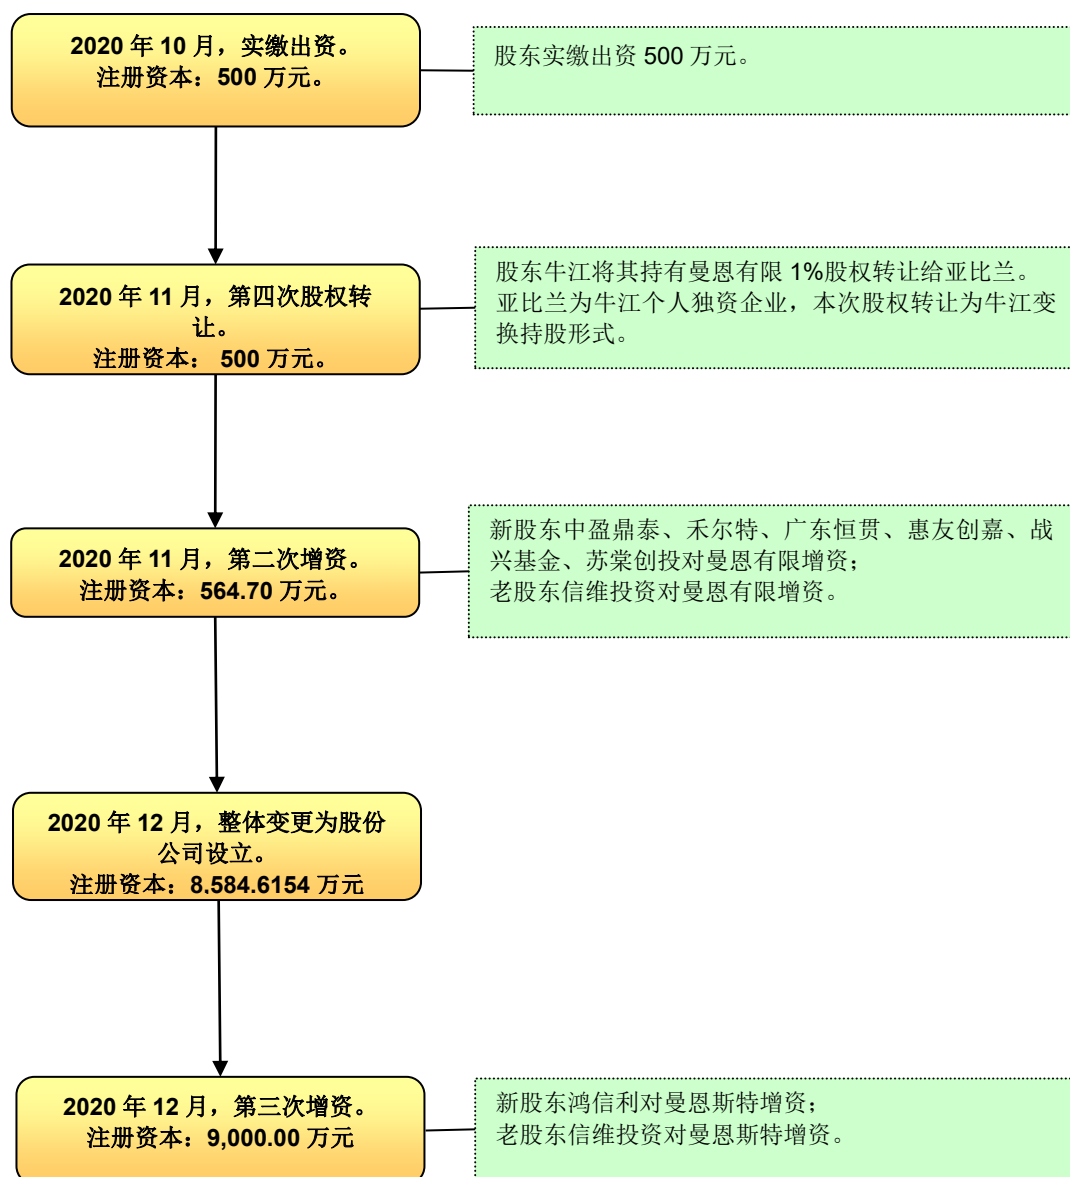 2020 年 10 月，实缴出资。
注册资本：500 万元。
股东实缴出资 500 万元。
2020 年 11 月，第四次股权转
让。
注册资本： 500 万元。
股东牛江将其持有曼恩有限 1%股权转让给亚比兰。
亚比兰为牛江个人独资企业，本次股权转让为牛江变
换持股形式。
2020 年 11 月，第二次增资。
注册资本：564.70 万元。
新股东中盈鼎泰、禾尔特、广东恒贯、惠友创嘉、战
兴基金、苏棠创投对曼恩有限增资；
老股东信维投资对曼恩有限增资。
2020 年 12 月，整体变更为股份
公司设立。
注册资本：8,584.6154 万元
2020 年 12 月，第三次增资。
注册资本：9,000.00 万元
新股东鸿信利对曼恩斯特增资；
老股东信维投资对曼恩斯特增资。